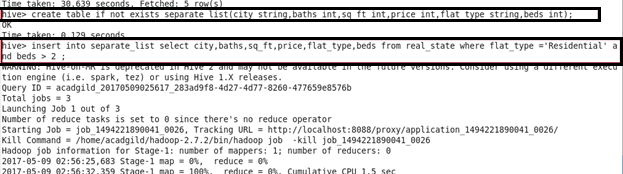 Time taken: 30.639 seconds, Fetched: 5 row(s)
hive> create table if not exists separate_list(city string,baths int,sq_ft int,price int,flat_type string,beds int);
OK
Time taken: 0.129 seconds
hive> insert into separate_list select city,baths,sq_ft,price,flat_type,beds from real_state where flat_type ='Residential' a
nd beds > 2 ;
WARNING: Hive-on-MR is deprecated in Hive 2 and may not be available in the future versions. Consider using a different execu
tion engine (i.e. spark, tez) or using Hive 1.X releases.
Query ID = acadgild_20170509025617_283ad9f8-4d27-4d77-8260-477659e8576b
Total jobs = 3
Launching Job 1 out of 3
Number of reduce tasks is set to 0 since there's no reduce operator
Starting Job = job_1494221890041_0026, Tracking URL = http://localhost:8088/proxy/application_1494221890041_0026/
Kill Command = /home/acadgild/hadoop-2.7.2/bin/hadoop job  -kill job_1494221890041_0026
Hadoop job information for Stage-1: number of mappers: 1; number of reducers: 0
2017-05-09 02:56:25,683 Stage-1 map = 0%,  reduce = 0%
2017-05-09 02:56:32,359 Stage-1 map = 100%,  reduce = 0%, Cumulative CPU 1.5 sec